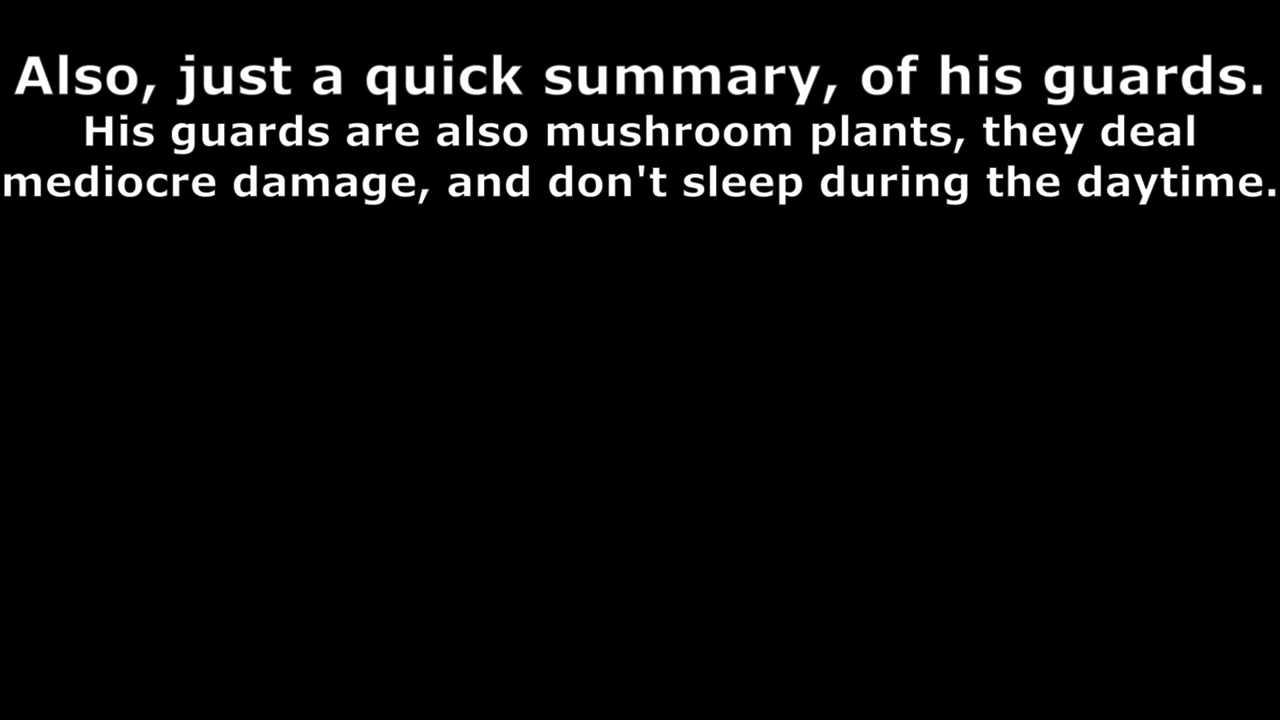 Also, just a quick summary, of his guards.
His guards are also mushroom plants, they deal
mediocre damage, and don't sleep during the daytime.